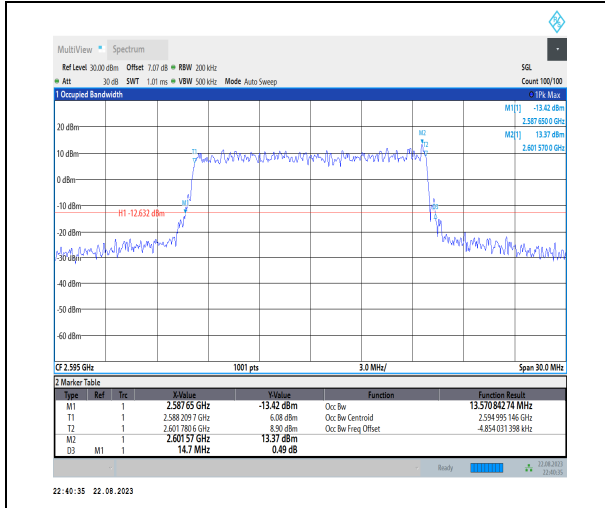 MultiView Spectrum
Ref Level 30.00 dBm Offset 7.07 dB RBW 200 kHz SGL
Att 30 dB SWT 1.01 ms VBW 500 kHz Mode Auto Sweep Count 100/100
1 Occupied Bandwidth 1Pk Max
M1[1] -13.42 dBm
2.587 650 0 GHz
M2[1] 13.37 dBm
2.601 570 0 GHz
M2
20 dBm
T1 T2
10 dBm
0 dBm
M1 D3
-10 dBm
H1 -12.632 dBm
-20 dBm
-30 dBm
-40 dBm
-50 dBm
-60 dBm
CF 2.595 GHz 1001 pts 3.0 MHz/ Span 30.0 MHz
2 Marker Table
Type Ref Trc X-Value Y-Value Function Function Result
M1 1 2.587 65 GHz -13.42 dBm Occ Bw 13.570 842 74 MHz
T1 1 2.588 209 7 GHz 6.08 dBm Occ Bw Centroid 2.594 995 146 GHz
T2 1 2.601 780 6 GHz 8.90 dBm Occ Bw Freq Offset -4.854 031 398 kHz
M2 1 2.601 57 GHz 13.37 dBm
D3 M1 1 14.7 MHz 0.49 dB
Ready 22.08.2023
22:40:35
22:40:35 22.08.2023